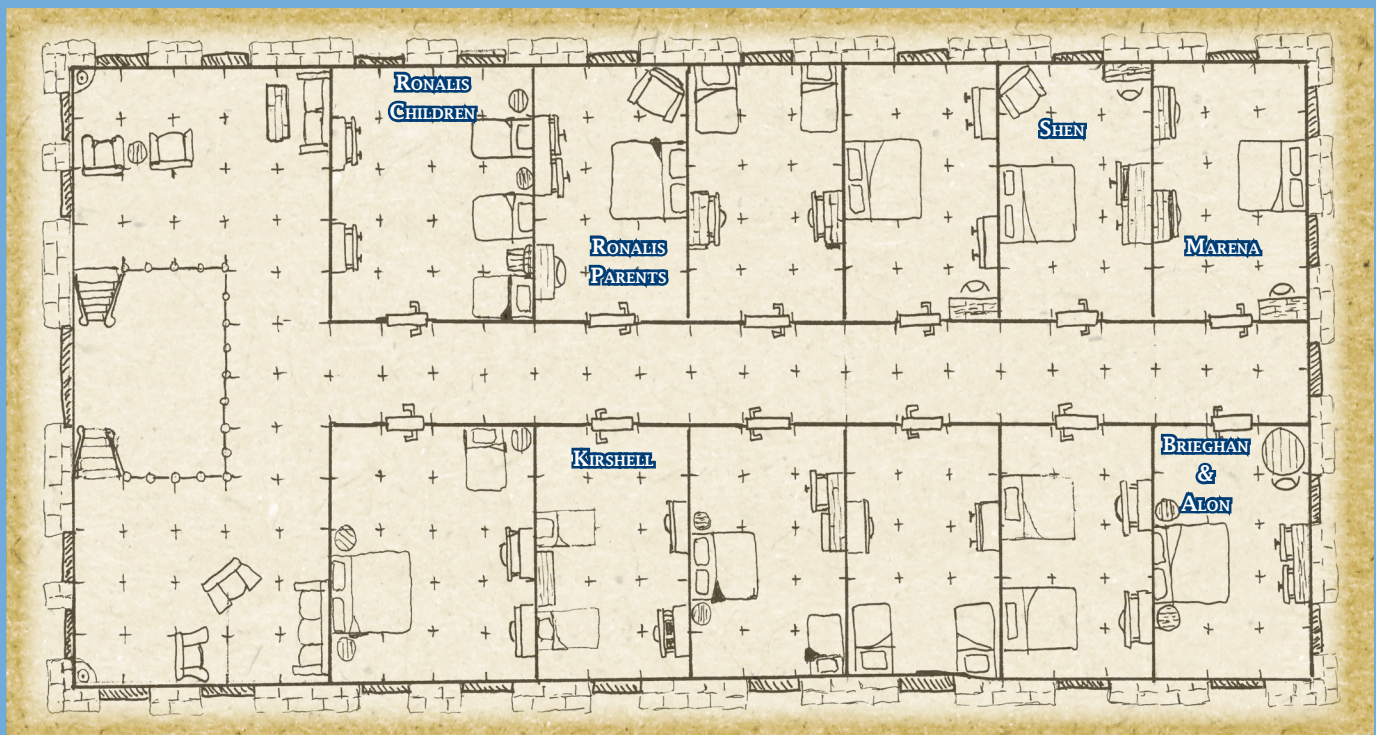 Ronalis
Children
Shen
Ronalis
Parents
Marena
Kirshell
Brieghan
&
Alon